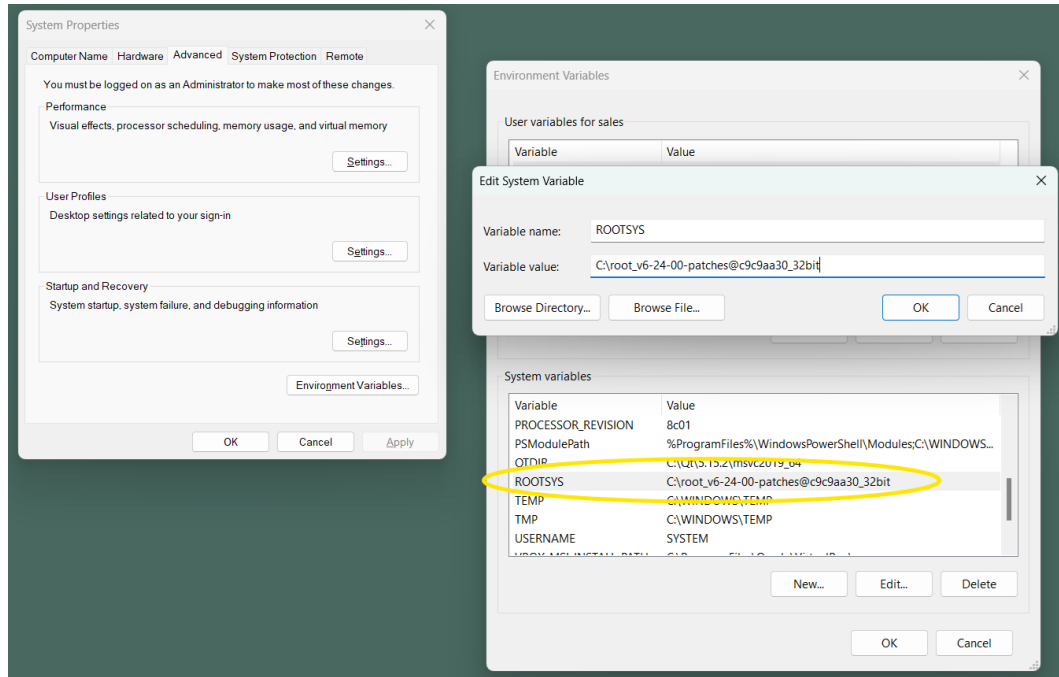 System Properties
Computer Name Hardware Advanced System Protection Remote
You must be logged on as an Administrator to make most of these changes.
Performance
Visual effects, processor scheduling, memory usage, and virtual memory
Settings...
User Profiles
Desktop settings related to your sign-in
Settings...
Startup and Recovery
System startup, system failure, and debugging information
Settings...
Environment Variables...
OK Cancel Apply
Environment Variables
User variables for sales
Variable Value
Edit System Variable
Variable name: ROOTSYS
Variable value: C:\root_v6-24-00-patches@c9c9aa30_32bit
Browse Directory... Browse File... OK Cancel
System variables
Variable Value
PROCESSOR_REVISION 8c01
PSModulePath %ProgramFiles%\WindowsPowerShell\Modules;C:\WINDOWS...
QTDIR C:\Qt\5.15.2\msvc2019_64
ROOTSYS C:\root_v6-24-00-patches@c9c9aa30_32bit
TEMP C:\WINDOWS\TEMP
TMP C:\WINDOWS\TEMP
USERNAME SYSTEM
New... Edit... Delete
OK Cancel